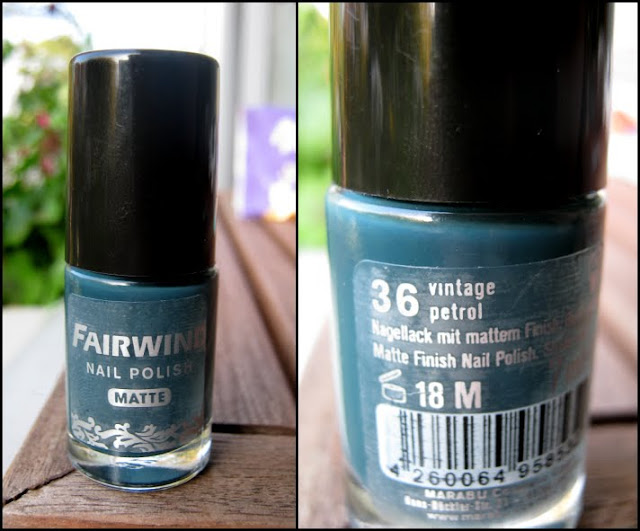 FAIRWIND
NAIL POLISH
MATTE
36 vintage
petrol
Nagellack mit mattem Finish
Matte Finish Nail Polish.
18 M
4 260064
MARABU